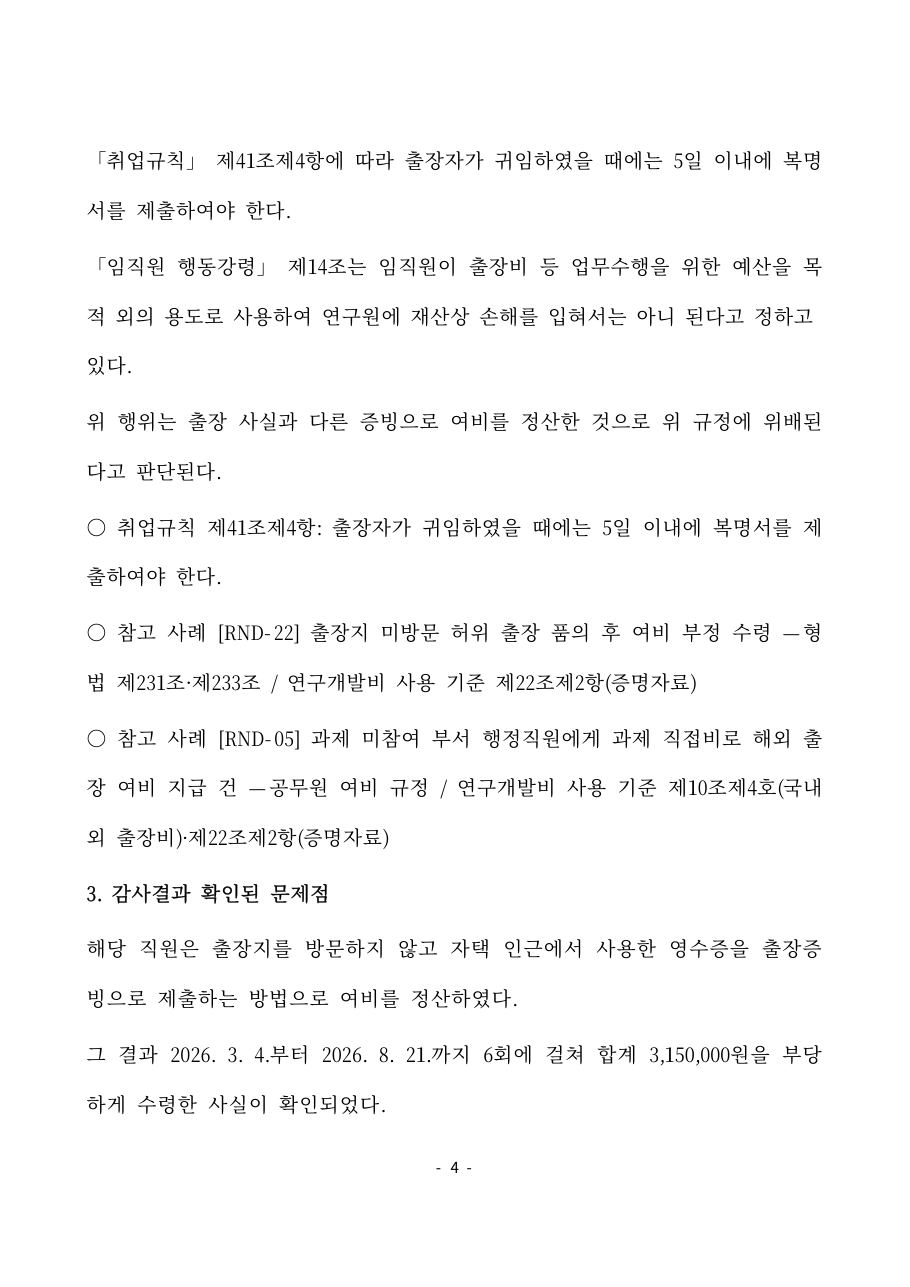 「취업규칙」 제41조제4항에 따라 출장자가 귀임하였을 때에는 5일 이내에 복명
서를 제출하여야 한다.
「임직원 행동강령」 제14조는 임직원이 출장비 등 업무수행을 위한 예산을 목
적 외의 용도로 사용하여 연구원에 재산상 손해를 입혀서는 아니 된다고 정하고
있다.
위 행위는 출장 사실과 다른 증빙으로 여비를 정산한 것으로 위 규정에 위배된
다고 판단된다.
○ 취업규칙 제41조제4항: 출장자가 귀임하였을 때에는 5일 이내에 복명서를 제
출하여야 한다.
○ 참고 사례 [RND-22] 출장지 미방문 허위 출장 품의 후 여비 부정 수령 —형
법 제231조·제233조 / 연구개발비 사용 기준 제22조제2항(증명자료)
○ 참고 사례 [RND-05] 과제 미참여 부서 행정직원에게 과제 직접비로 해외 출
장 여비 지급 건 —공무원 여비 규정 / 연구개발비 사용 기준 제10조제4호(국내
외 출장비)·제22조제2항(증명자료)
3. 감사결과 확인된 문제점
해당 직원은 출장지를 방문하지 않고 자택 인근에서 사용한 영수증을 출장증
빙으로 제출하는 방법으로 여비를 정산하였다.
그 결과 2026. 3. 4.부터 2026. 8. 21.까지 6회에 걸쳐 합계 3,150,000원을 부당
하게 수령한 사실이 확인되었다.
- 4 -